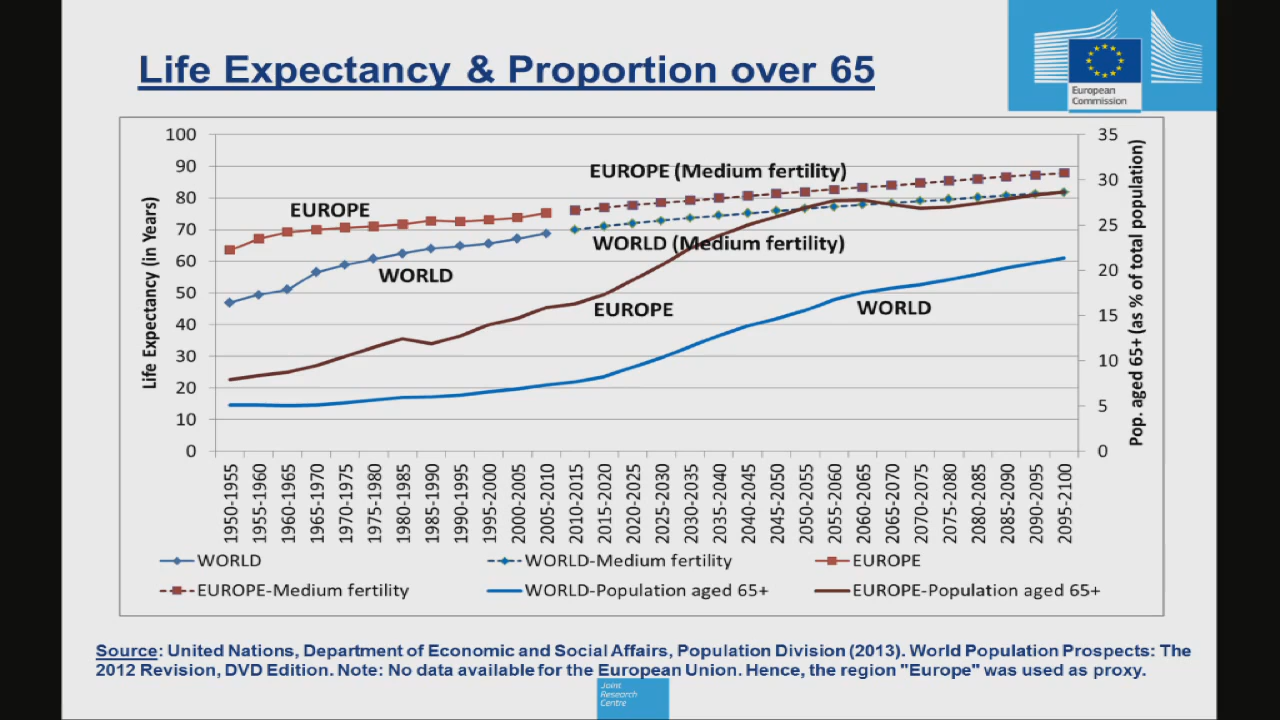 Life Expectancy & Proportion over 65
European
Commission
Life Expectancy (in Years)
100
90
80
70
60
50
40
30
20
10
0
EUROPE (Medium fertility)
EUROPE
WORLD (Medium fertility)
WORLD
EUROPE
WORLD
35
30
25
20
15
10
5
0
Pop. aged 65+ (as % of total population)
1950-1955
1955-1960
1960-1965
1965-1970
1970-1975
1975-1980
1980-1985
1985-1990
1990-1995
1995-2000
2000-2005
2005-2010
2010-2015
2015-2020
2020-2025
2025-2030
2030-2035
2035-2040
2040-2045
2045-2050
2050-2055
2055-2060
2060-2065
2065-2070
2070-2075
2075-2080
2080-2085
2085-2090
2090-2095
2095-2100
WORLD
WORLD-Medium fertility
EUROPE
EUROPE-Medium fertility
WORLD-Population aged 65+
EUROPE-Population aged 65+
Source: United Nations, Department of Economic and Social Affairs, Population Division (2013). World Population Prospects: The
2012 Revision, DVD Edition. Note: No data available for the European Union. Hence, the region "Europe" was used as proxy.
Joint
Research
Centre